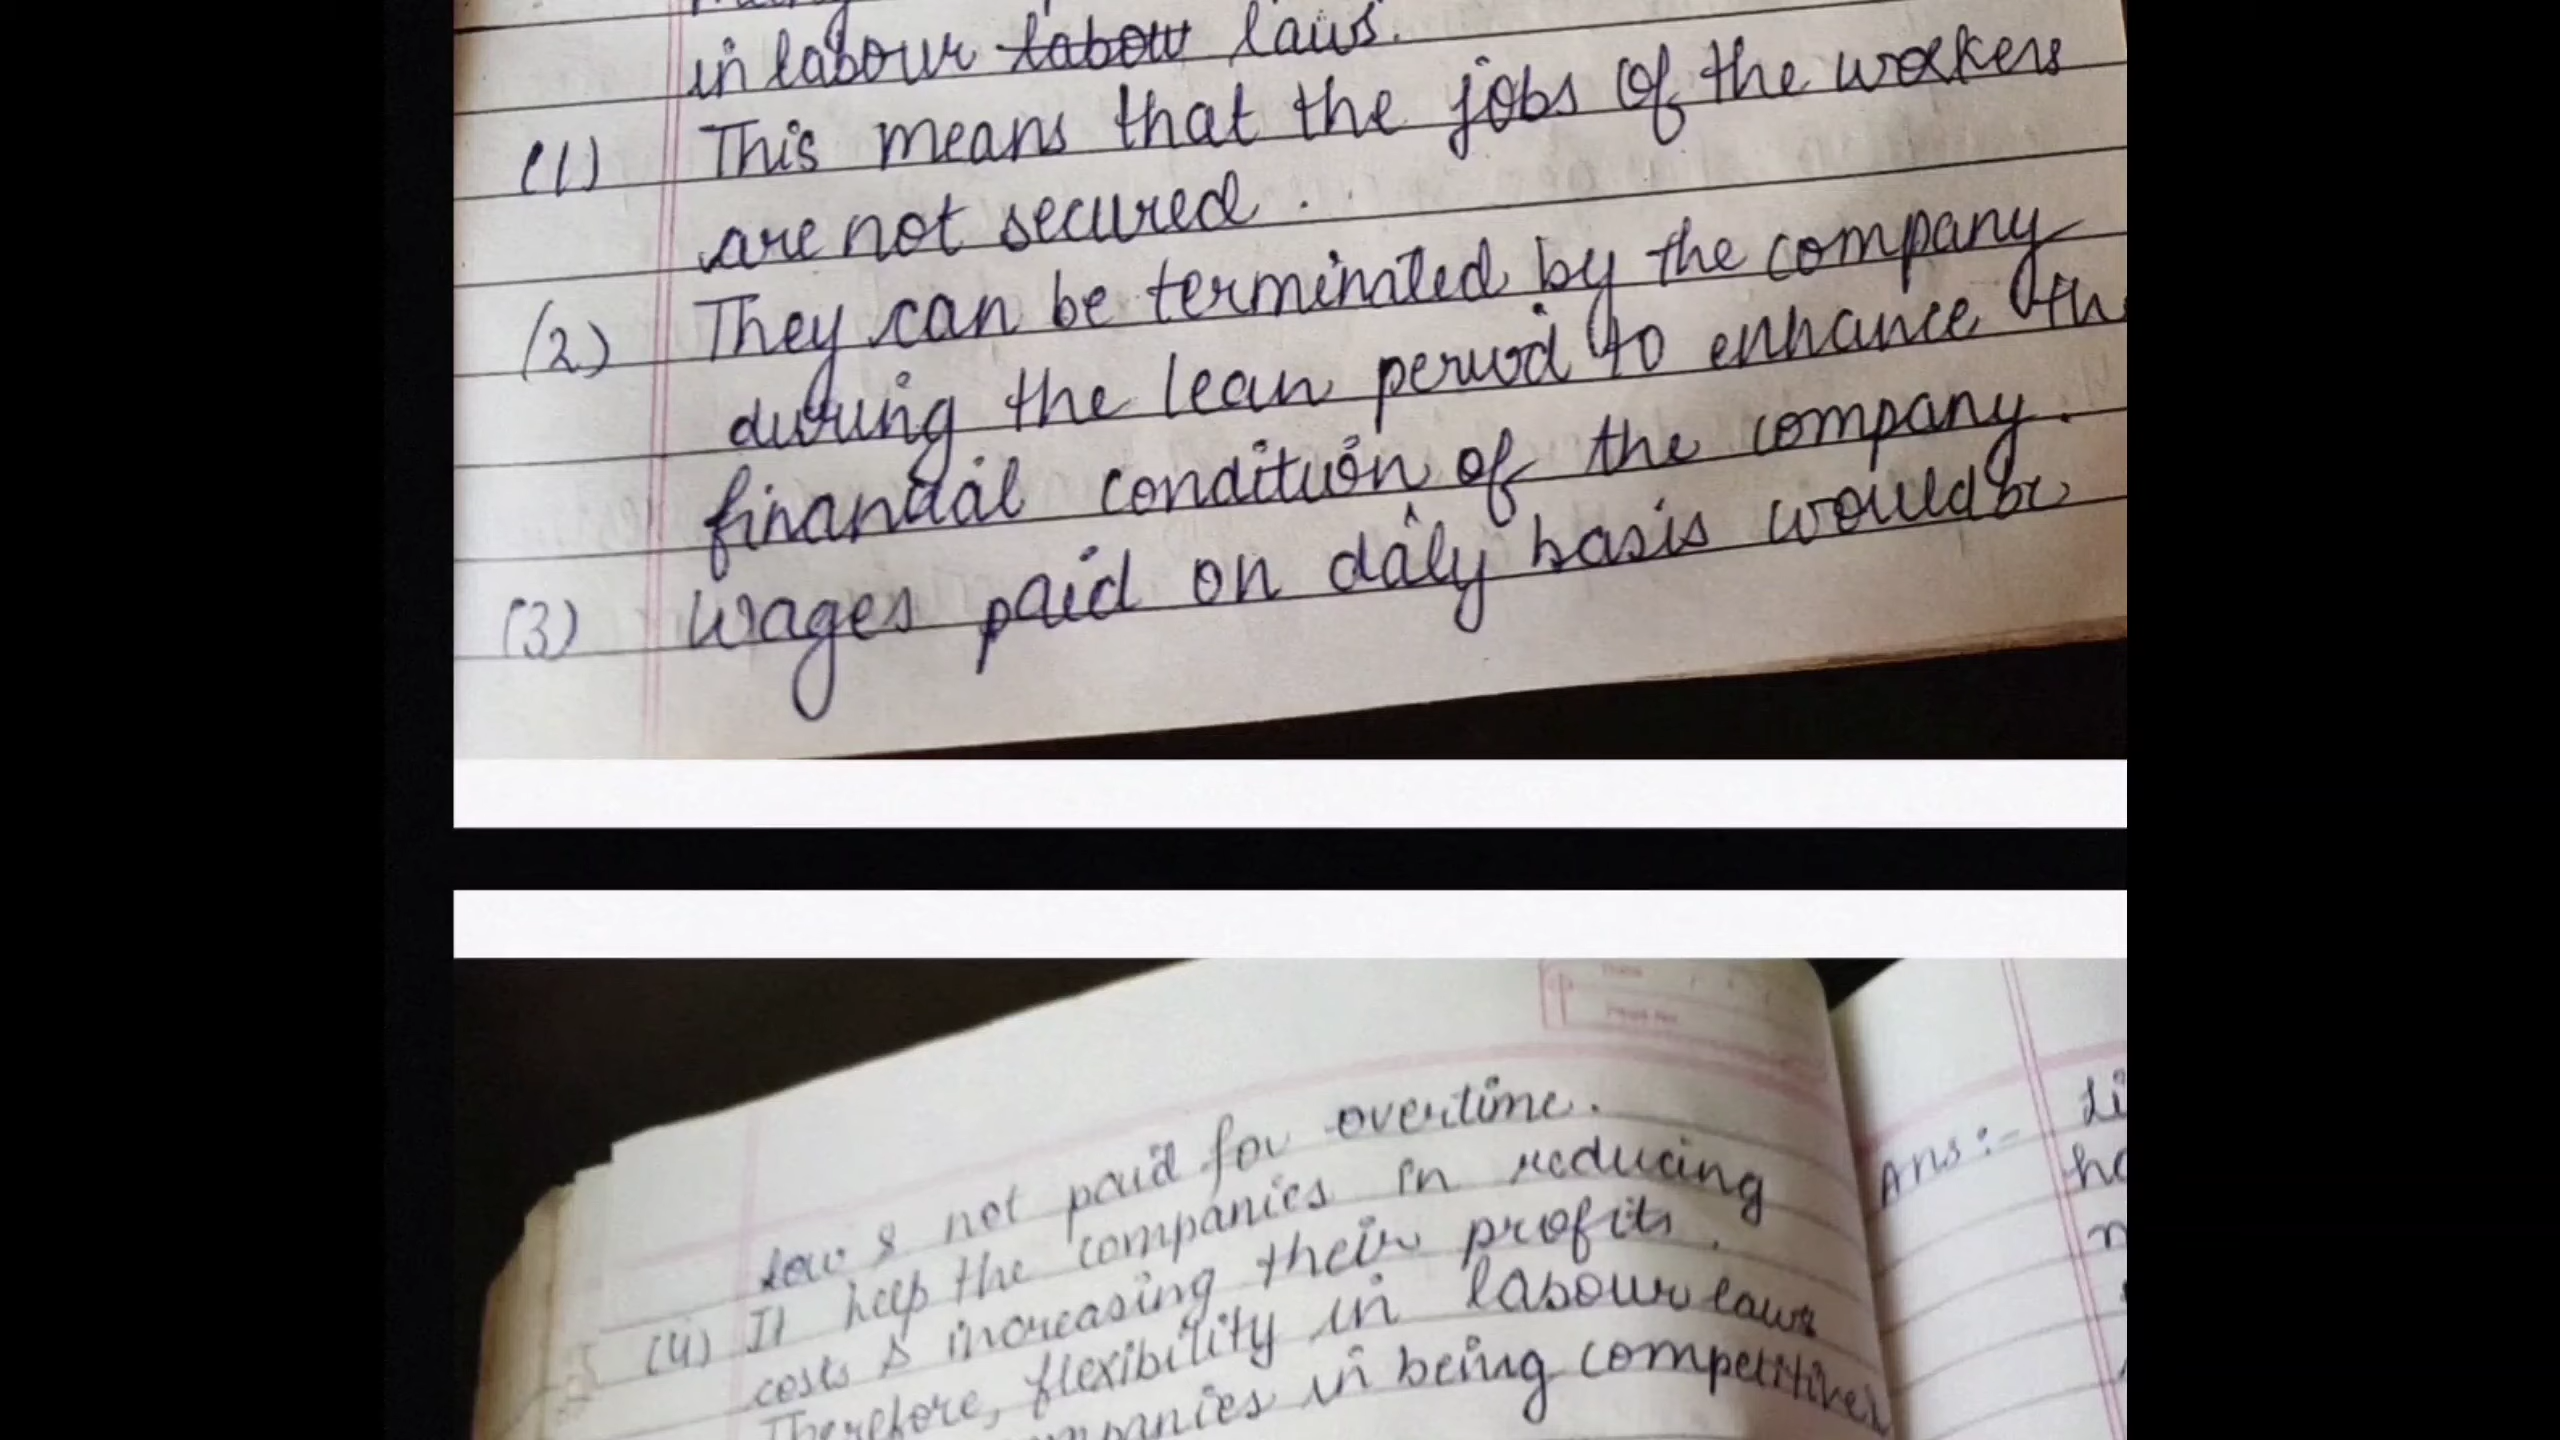 in labour labour laws.
(1) This means that the jobs of the workers
are not secured.
(2) They can be terminated by the company
during the lean period to enhance the
financial condition of the company.
(3) Wages paid on daily basis would be
low & not paid for overtime.
(4) It help the companies in reducing
costs & increasing their profits.
Therefore, flexibility in labour laws
in being competitive
Ans:-